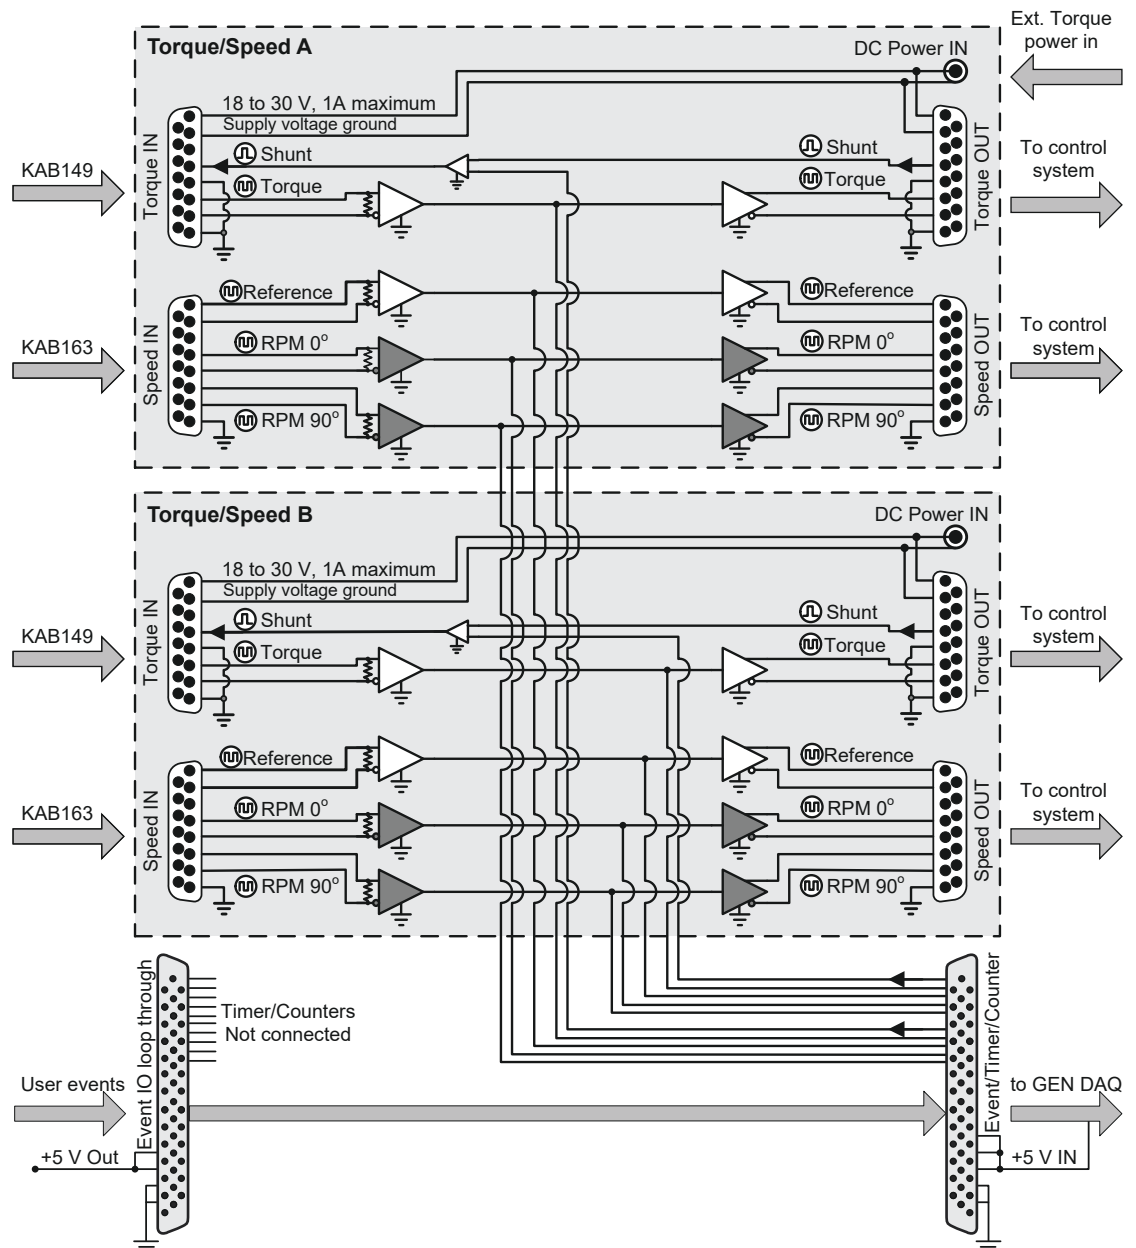 Ext. Torque
power in
Torque/Speed A
DC Power IN
18 to 30 V, 1A maximum
Supply voltage ground
Torque IN
Shunt
Shunt
Torque OUT
To control
system
KAB149
Torque
Torque
Reference
Reference
Speed IN
RPM 0°
RPM 0°
Speed OUT
To control
system
KAB163
RPM 90°
RPM 90°
Torque/Speed B
DC Power IN
18 to 30 V, 1A maximum
Supply voltage ground
Torque IN
Shunt
Shunt
Torque OUT
To control
system
KAB149
Torque
Torque
Reference
Reference
Speed IN
RPM 0°
RPM 0°
Speed OUT
To control
system
KAB163
RPM 90°
RPM 90°
Event IO loop through
Timer/Counters
Not connected
Event/Timer/Counter
User events
to GEN DAQ
+5 V Out
+5 V IN